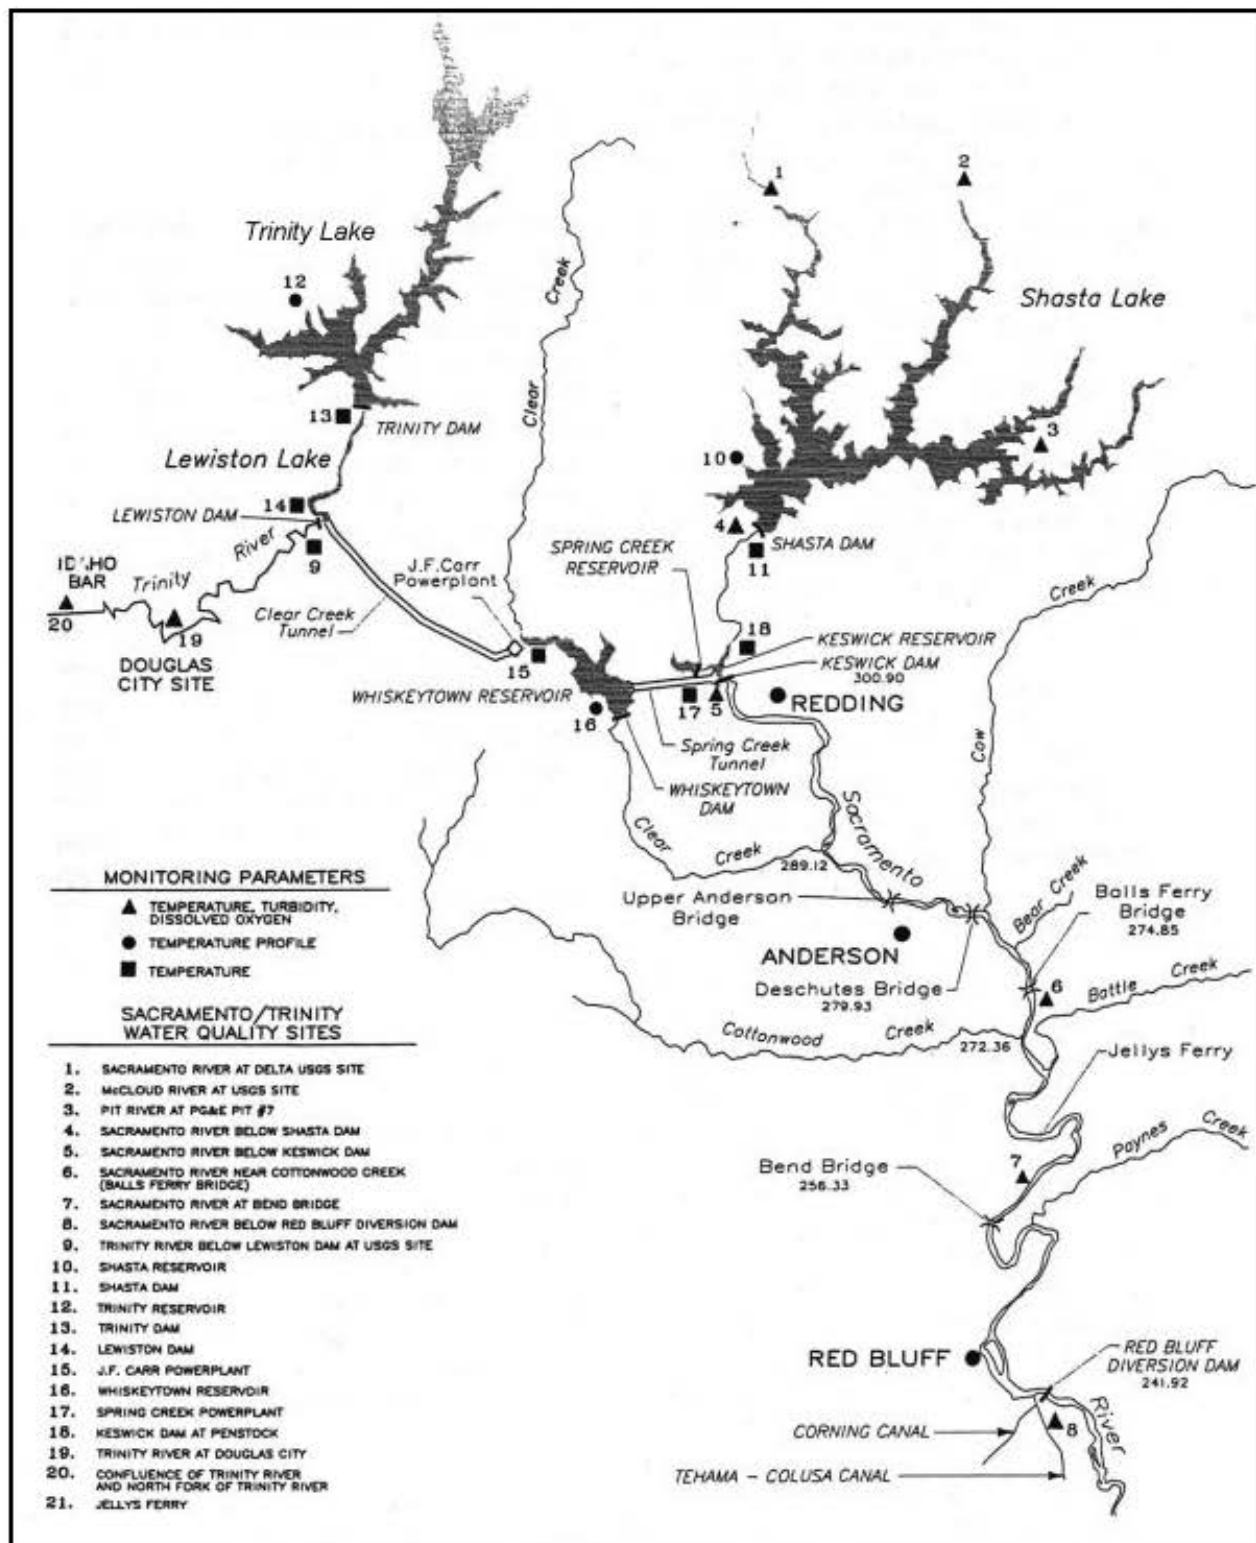 1
2
Trinity Lake
12
Creek
Shasta Lake
13
TRINITY DAM
Clear
3
10
Lewiston Lake
14
LEWISTON DAM
4
SHASTA DAM
11
SPRING CREEK
RESERVOIR
River
9
J.F.Carr
Powerplant
BAR
Trinity
20
19
Clear Creek
Tunnel
Creek
DOUGLAS
CITY SITE
15
18
KESWICK RESERVOIR
KESWICK DAM
300.90
WHISKEYTOWN RESERVOIR
16
17
5
REDDING
Spring Creek
Tunnel
WHISKEYTOWN
DAM
Cow
Clear
Creek
289.12
Sacramento
Upper Anderson
Bridge
Bear Creek
Balls Ferry
Bridge
274.85
ANDERSON
Deschutes Bridge
279.93
6
Battle Creek
Cottonwood Creek
272.36
Jellys Ferry
Paynes Creek
Bend Bridge
256.33
7
RED BLUFF
RED BLUFF
DIVERSION DAM
241.92
River
CORNING CANAL
8
TEHAMA - COLUSA CANAL
MONITORING PARAMETERS
TEMPERATURE, TURBIDITY,
DISSOLVED OXYGEN
TEMPERATURE PROFILE
TEMPERATURE
SACRAMENTO/TRINITY
WATER QUALITY SITES
1. SACRAMENTO RIVER AT DELTA USGS SITE
2. McCLOUD RIVER AT USGS SITE
3. PIT RIVER AT PG&E PIT #7
4. SACRAMENTO RIVER BELOW SHASTA DAM
5. SACRAMENTO RIVER BELOW KESWICK DAM
6. SACRAMENTO RIVER NEAR COTTONWOOD CREEK
(BALLS FERRY BRIDGE)
7. SACRAMENTO RIVER AT BEND BRIDGE
8. SACRAMENTO RIVER BELOW RED BLUFF DIVERSION DAM
9. TRINITY RIVER BELOW LEWISTON DAM AT USGS SITE
10. SHASTA RESERVOIR
11. SHASTA DAM
12. TRINITY RESERVOIR
13. TRINITY DAM
14. LEWISTON DAM
15. J.F. CARR POWERPLANT
16. WHISKEYTOWN RESERVOIR
17. SPRING CREEK POWERPLANT
18. KESWICK DAM AT PENSTOCK
19. TRINITY RIVER AT DOUGLAS CITY
20. CONFLUENCE OF TRINITY RIVER
AND NORTH FORK OF TRINITY RIVER
21. JELLYS FERRY